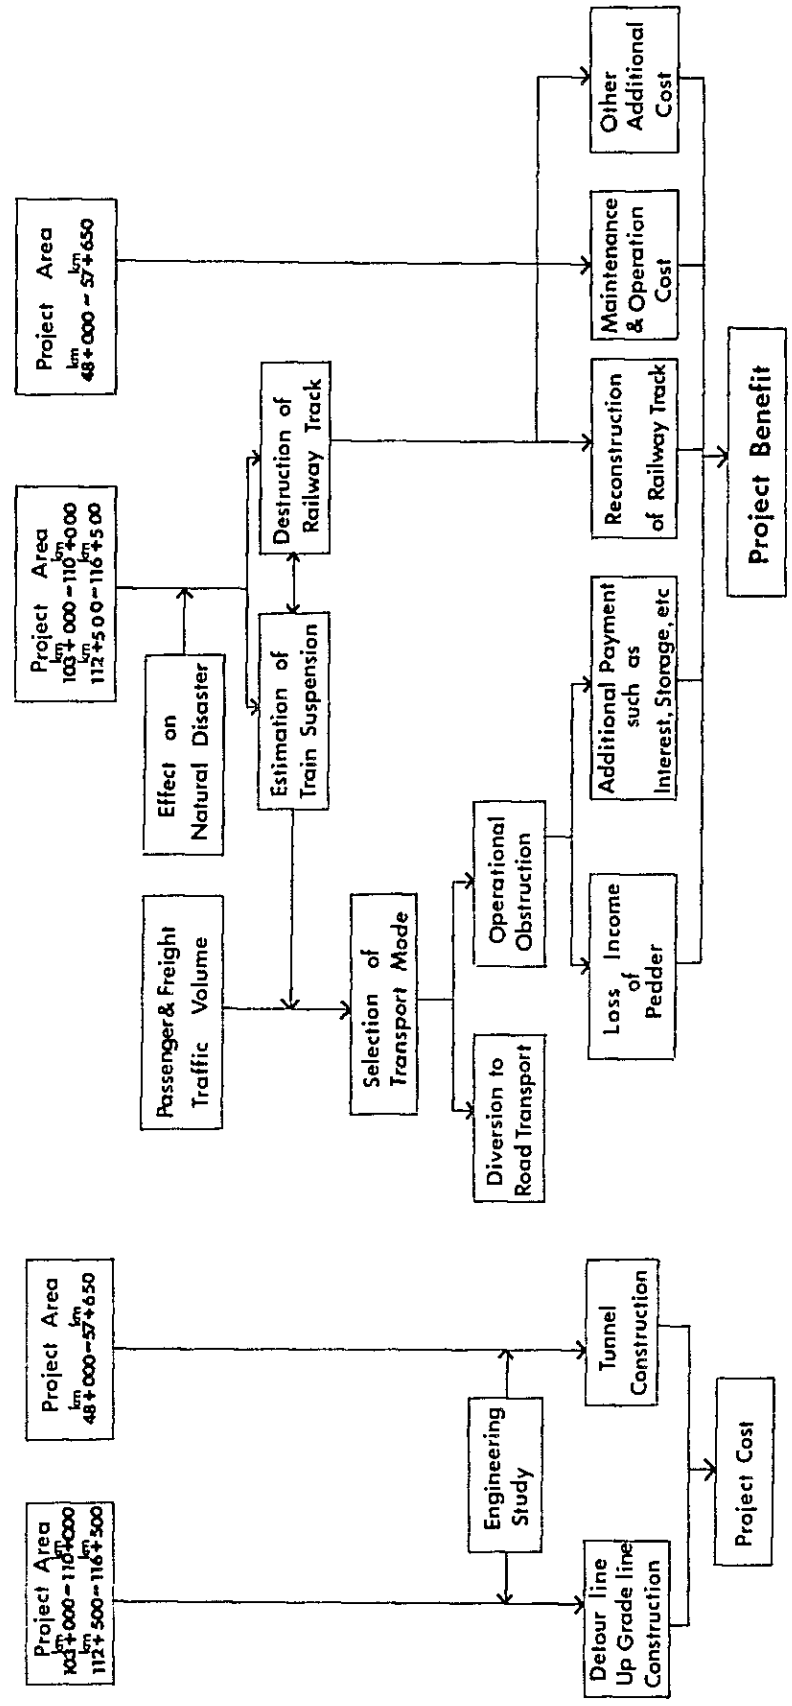 Project Area
km km
103+000~110+000
km km
112+500~116+500
Project Area
km km
48+000~57+650
Engineering
Study
Detour line
Up Grade line
Construction
Tunnel
Construction
Project Cost
Project Area
km km
103+000~110+000
km km
112+500~116+500
Project Area
km km
48+000~57+650
Passenger& Freight
Traffic Volume
Effect on
Natural Disaster
Estimation of
Train Suspension
Destruction of
Railway Track
Selection of
Transport Mode
Diversion to
Road Transport
Operational
Obstruction
Loss Income
of
Pedder
Additional Payment
such as
Interest, Storage, etc
Reconstruction
of Railway Track
Maintenance
& Operation
Cost
Other
Additional
Cost
Project Benefit